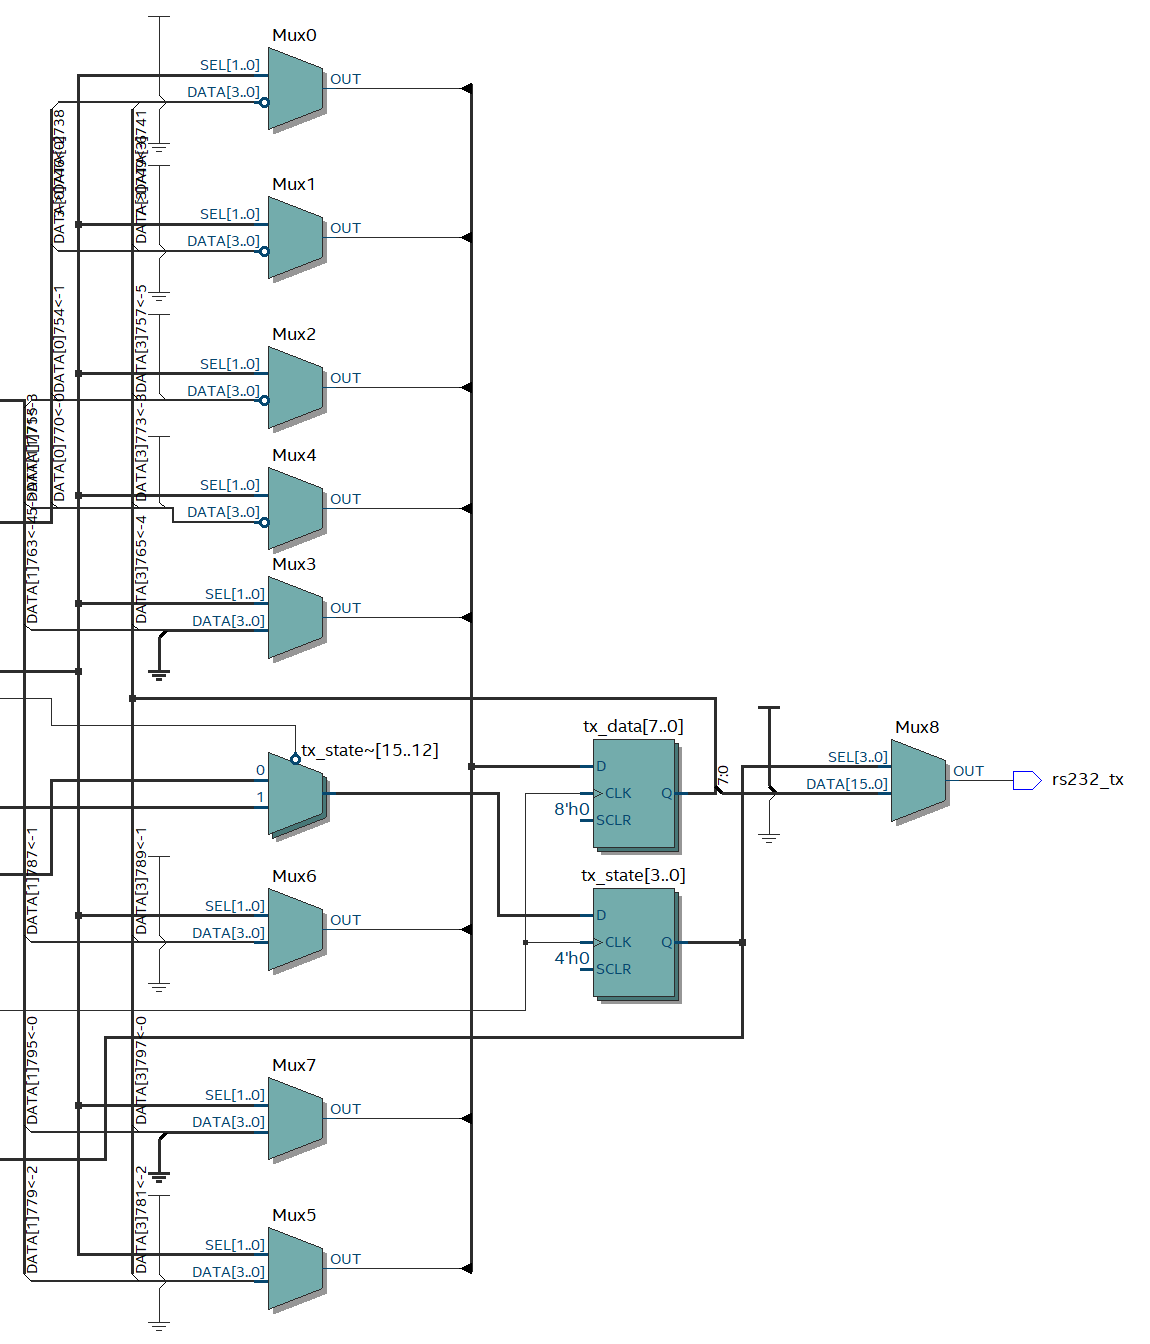 Mux0
SEL[1..0]
DATA[3..0]
OUT
Mux1
SEL[1..0]
DATA[3..0]
OUT
Mux2
SEL[1..0]
DATA[3..0]
OUT
Mux4
SEL[1..0]
DATA[3..0]
OUT
Mux3
SEL[1..0]
DATA[3..0]
OUT
DATA[0]754<-1
DATA[3]757<-5
DATA[0]770<-0
DATA[3]773<-3
DATA[1]763<-4
DATA[3]765<-4
tx_state~[15..12]
0
1
tx_data[7..0]
D
CLK
SCLR
Q
8'h0
7:0
Mux8
SEL[3..0]
DATA[15..0]
OUT
rs232_tx
tx_state[3..0]
D
CLK
SCLR
Q
4'h0
DATA[1]787<-1
DATA[3]789<-1
Mux6
SEL[1..0]
DATA[3..0]
OUT
DATA[1]795<-0
DATA[3]797<-0
Mux7
SEL[1..0]
DATA[3..0]
OUT
DATA[1]779<-2
DATA[3]781<-2
Mux5
SEL[1..0]
DATA[3..0]
OUT